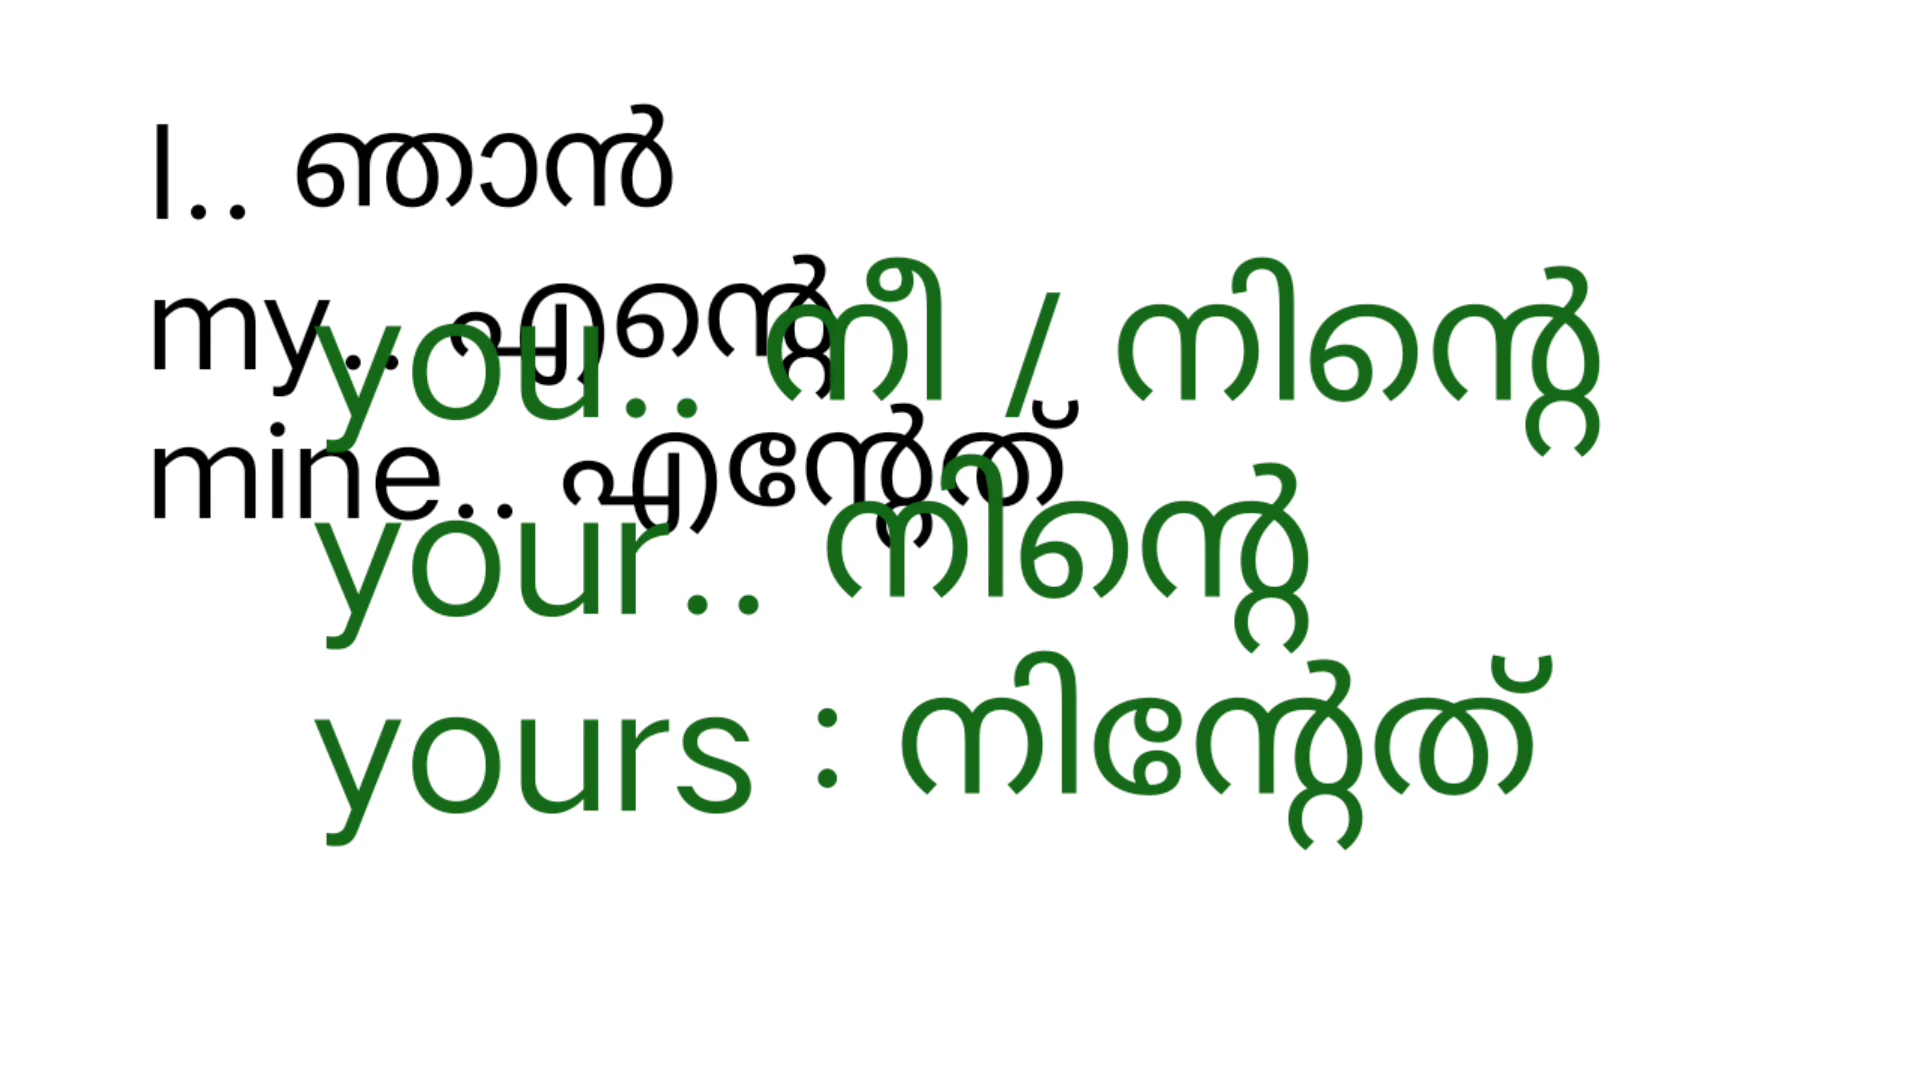 I.. ഞാൻ
my.. എന്റെ
mine.. എന്റേത്
you.. നീ / നിന്റെ
your.. നിന്റെ
yours : നിന്റേത്